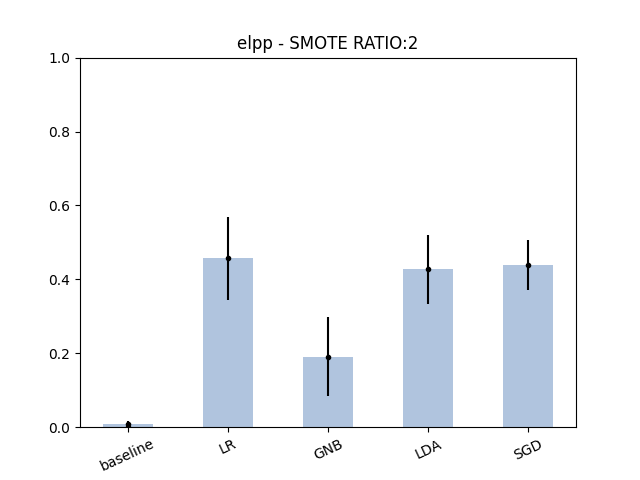 elpp - SMOTE RATIO:2
1.0
0.8
0.6
0.4
0.2
0.0
baseline
LR
GNB
LDA
SGD